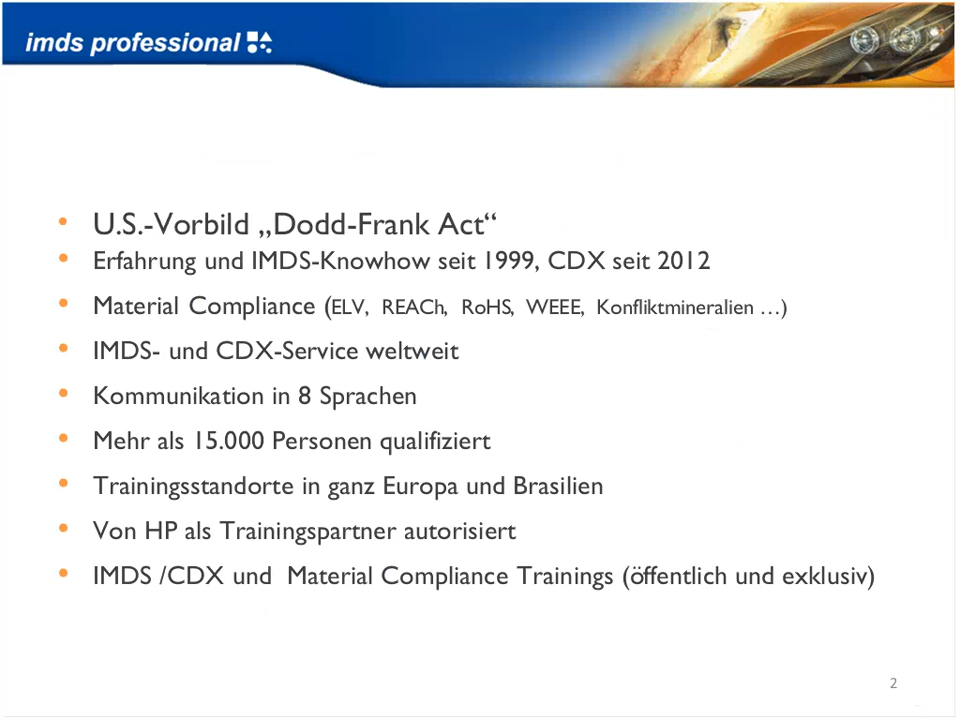 imds professional
• U.S.-Vorbild „Dodd-Frank Act“
• Erfahrung und IMDS-Knowhow seit 1999, CDX seit 2012
• Material Compliance (ELV, REACh, RoHS, WEEE, Konfliktmineralien …)
• IMDS- und CDX-Service weltweit
• Kommunikation in 8 Sprachen
• Mehr als 15.000 Personen qualifiziert
• Trainingsstandorte in ganz Europa und Brasilien
• Von HP als Trainingspartner autorisiert
• IMDS /CDX und Material Compliance Trainings (öffentlich und exklusiv)
2